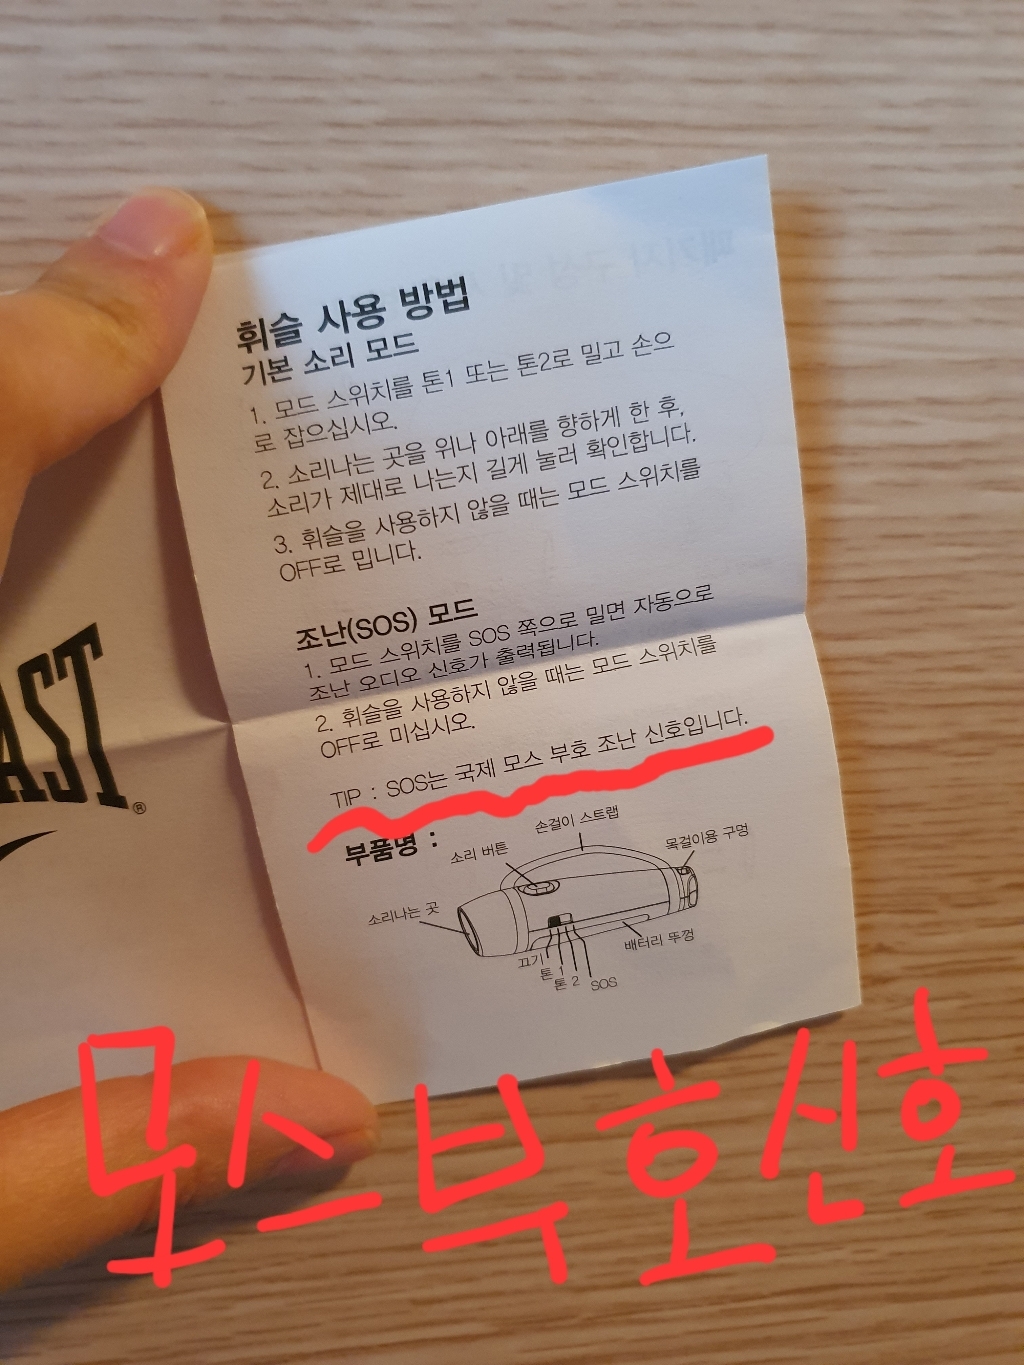 휘슬 사용 방법
기본 소리 모드
1. 모드 스위치를 톤1 또는 톤2로 밀고 손으
로 잡으십시오.
2. 소리나는 곳을 위나 아래를 향하게 한 후,
소리가 제대로 나는지 길게 눌러 확인합니다.
3. 휘슬을 사용하지 않을 때는 모드 스위치를
OFF로 밉니다.
조난(SOS) 모드
1. 모드 스위치를 SOS 쪽으로 밀면 자동으로
조난 오디오 신호가 출력됩니다.
2. 휘슬을 사용하지 않을 때는 모드 스위치를
OFF로 미십시오.
TIP : SOS는 국제 모스 부호 조난 신호입니다.
부품명 :
손걸이 스트랩
소리 버튼
목걸이용 구멍
소리나는 곳
배터리 뚜껑
끄기
톤 1
톤 2
SOS
AST®
모스부호신호